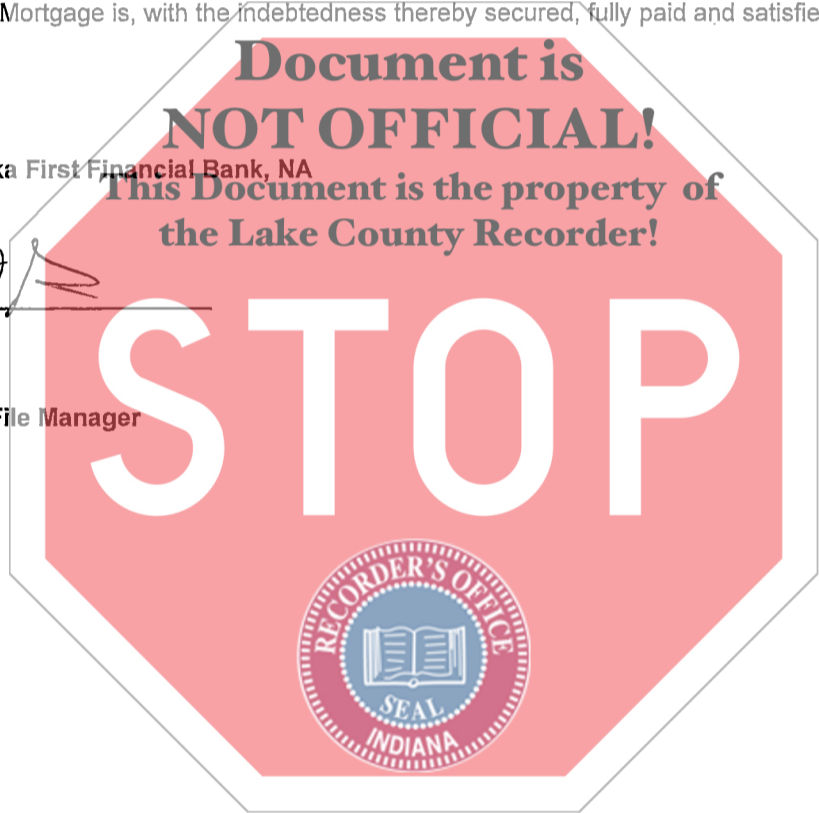 Mortgage is, with the indebtedness thereby secured, fully paid and satisfie
Document is
NOT OFFICIAL!
ka First Financial Bank, NA
This Document is the property of
the Lake County Recorder!
STOP
File Manager
RECORDER'S OFFICE
SEAL
INDIANA